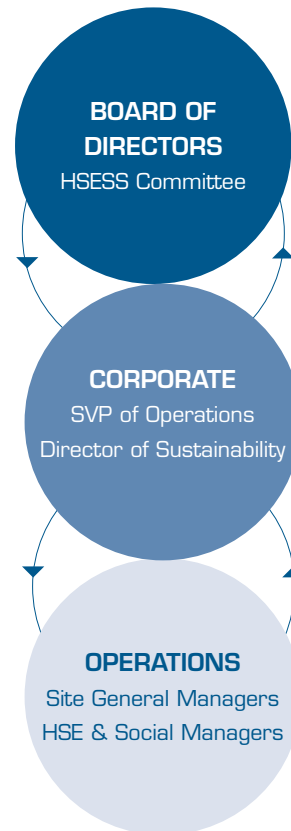 BOARD OF
DIRECTORS
HSESS Committee
CORPORATE
SVP of Operations
Director of Sustainability
OPERATIONS
Site General Managers
HSE & Social Managers